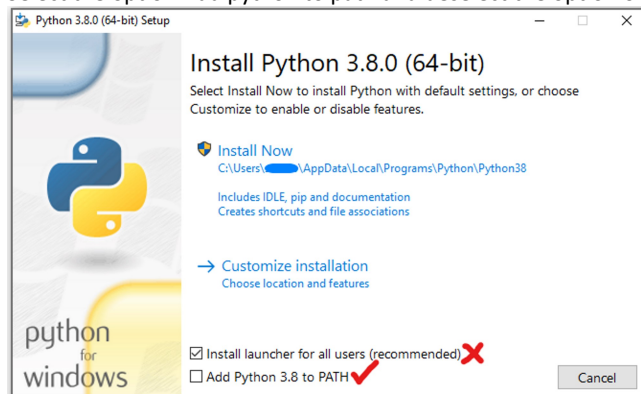 Python 3.8.0 (64-bit) Setup
Install Python 3.8.0 (64-bit)
Select Install Now to install Python with default settings, or choose
Customize to enable or disable features.
Install Now
C:\Users\ \AppData\Local\Programs\Python\Python38
Includes IDLE, pip and documentation
Creates shortcuts and file associations
Customize installation
Choose location and features
python
for
windows
Install launcher for all users (recommended)
Add Python 3.8 to PATH
Cancel